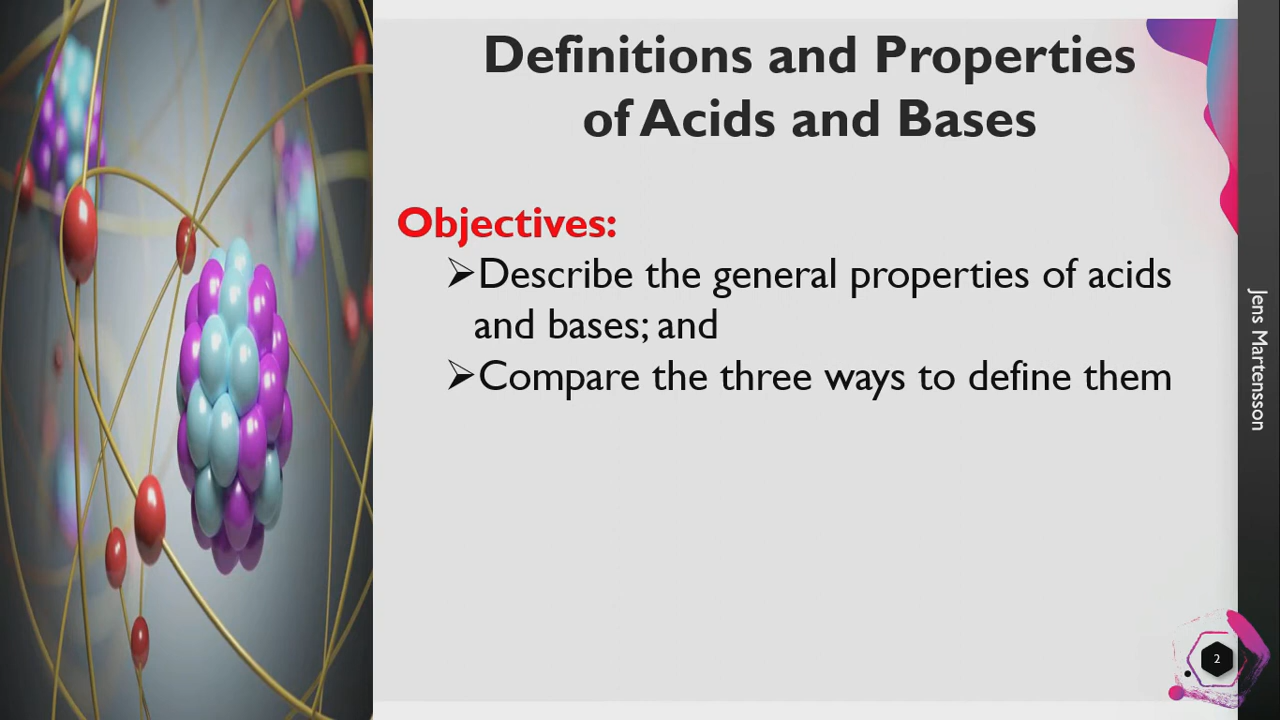 Definitions and Properties
of Acids and Bases
Objectives:
➢Describe the general properties of acids
and bases; and
➢Compare the three ways to define them
Jens Martensson
2